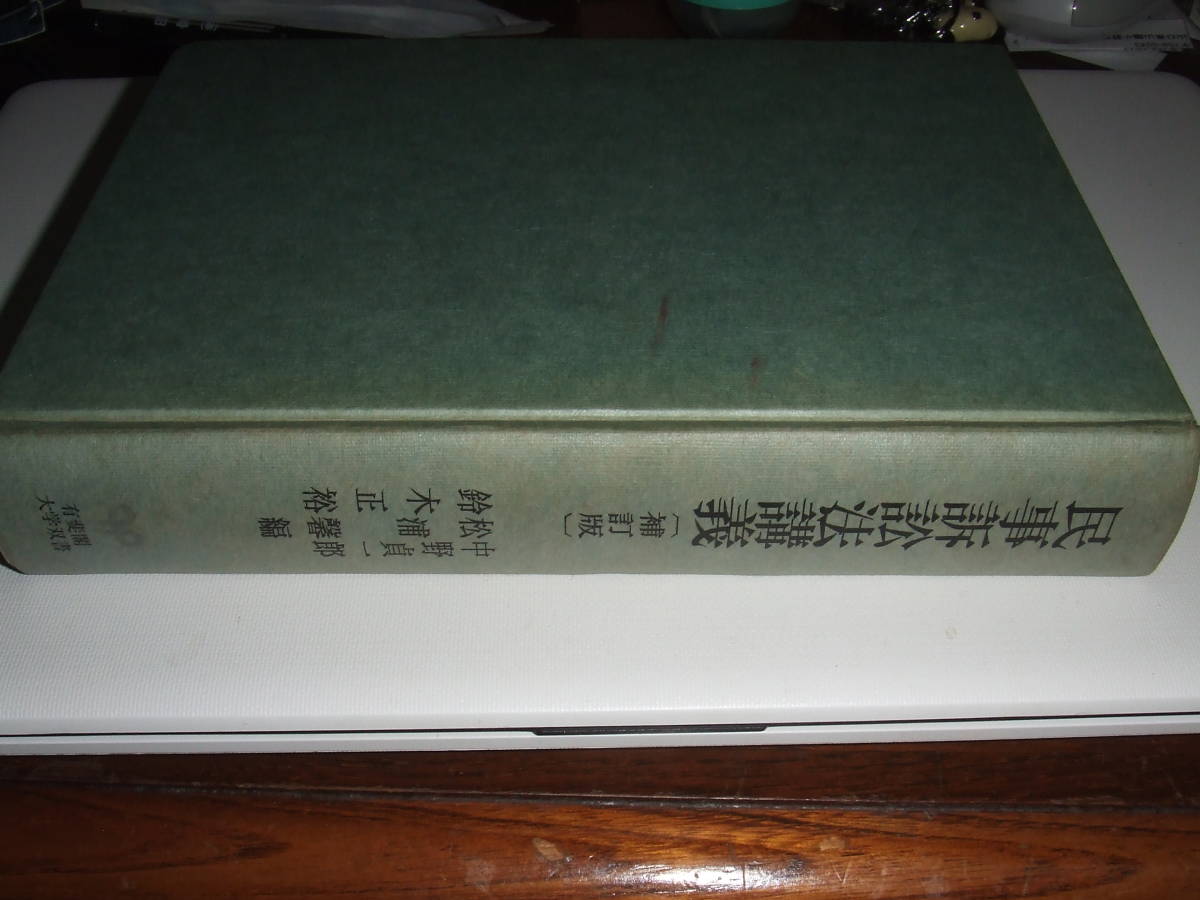 民事訴訟法講義
〔補訂版〕
中野貞一郎
松浦馨 編
鈴木正裕
有斐閣
大学双書